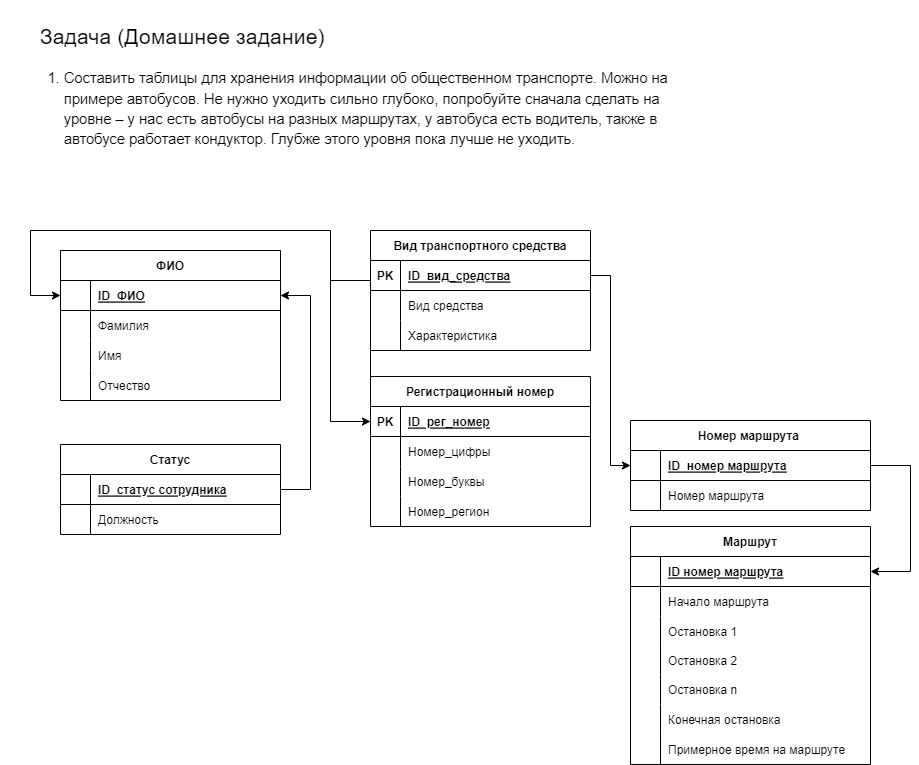 Задача (Домашнее задание)
1. Составить таблицы для хранения информации об общественном транспорте. Можно на
примере автобусов. Не нужно уходить сильно глубоко, попробуйте сначала сделать на
уровне – у нас есть автобусы на разных маршрутах, у автобуса есть водитель, также в
автобусе работает кондуктор. Глубже этого уровня пока лучше не уходить.
ФИО
ID_ФИО
Фамилия
Имя
Отчество
Статус
ID_статус сотрудника
Должность
Вид транспортного средства
PK ID_вид_средства
Вид средства
Характеристика
Регистрационный номер
PK ID_рег_номер
Номер_цифры
Номер_буквы
Номер_регион
Номер маршрута
ID_номер маршрута
Номер маршрута
Маршрут
ID номер маршрута
Начало маршрута
Остановка 1
Остановка 2
Остановка n
Конечная остановка
Примерное время на маршруте